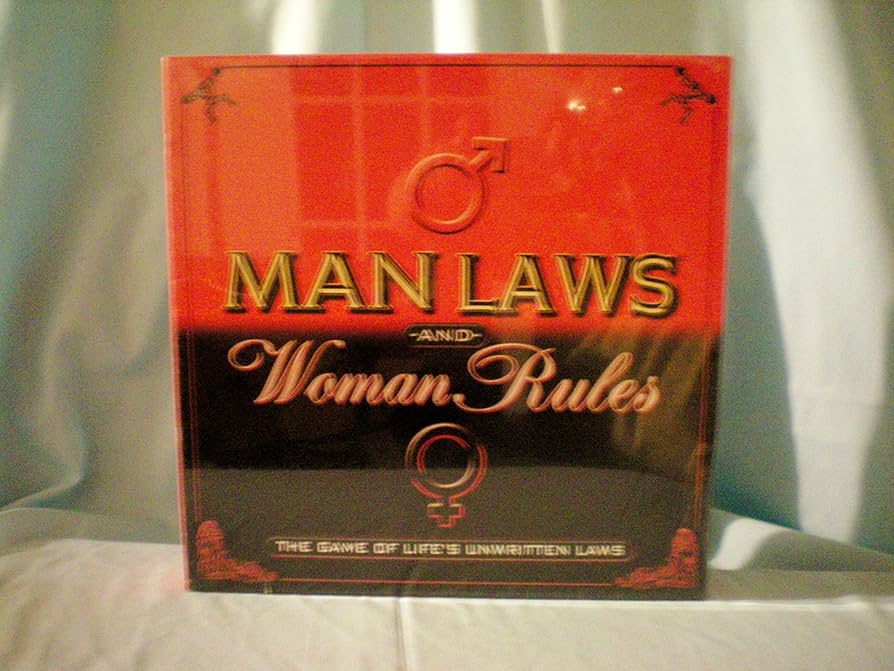 MAN LAWS
AND
Woman Rules
THE GAME OF LIFE'S UNWRITTEN LAWS